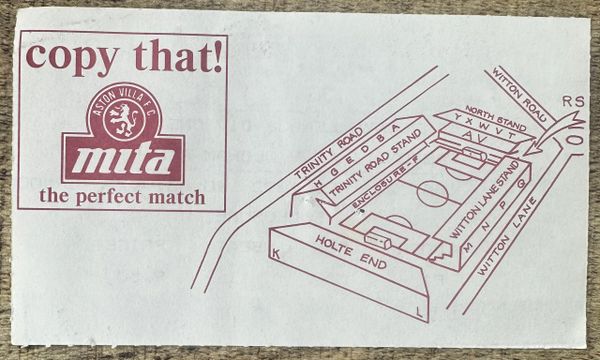 copy that!
ASTON VILLA F.C.
mita
the perfect match
TRINITY ROAD
H G E D B A
TRINITY ROAD STAND
ENCLOSURE-F
NORTH STAND
Y X W V T
AV
WITTON ROAD
RS
WITTON LANE STAND
M N P Q
WITTON LANE
HOLTE END
K
L